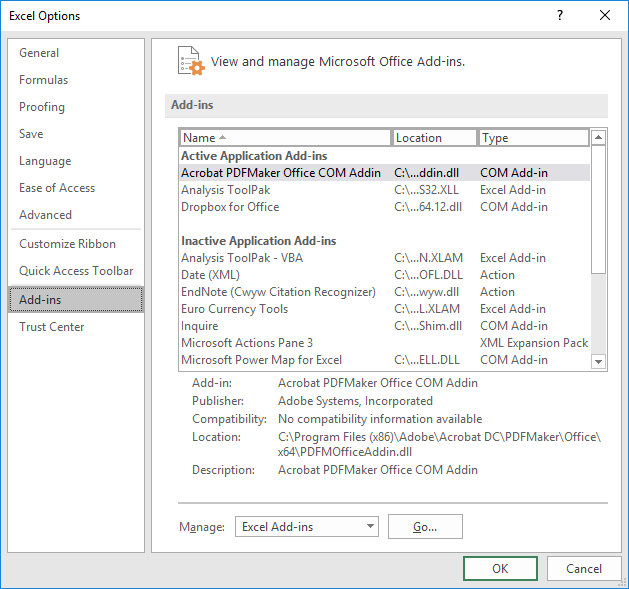 Excel Options
?
General
Formulas
Proofing
Save
Language
Ease of Access
Advanced
Customize Ribbon
Quick Access Toolbar
Add-ins
Trust Center
View and manage Microsoft Office Add-ins.
Add-ins
Name Location Type
Active Application Add-ins
Acrobat PDFMaker Office COM Addin C:\...ddin.dll COM Add-in
Analysis ToolPak C:\...S32.XLL Excel Add-in
Dropbox for Office C:\...64.12.dll COM Add-in
Inactive Application Add-ins
Analysis ToolPak - VBA C:\...N.XLAM Excel Add-in
Date (XML) C:\...OFL.DLL Action
EndNote (Cwyw Citation Recognizer) C:\...wyw.dll Action
Euro Currency Tools C:\...L.XLAM Excel Add-in
Inquire C:\...Shim.dll COM Add-in
Microsoft Actions Pane 3 XML Expansion Pack
Microsoft Power Map for Excel C:\...ELL.DLL COM Add-in
Add-in: Acrobat PDFMaker Office COM Addin
Publisher: Adobe Systems, Incorporated
Compatibility: No compatibility information available
Location: C:\Program Files (x86)\Adobe\Acrobat DC\PDFMaker\Office\
x64\PDFMOfficeAddin.dll
Description: Acrobat PDFMaker Office COM Addin
Manage: Excel Add-ins Go...
OK Cancel